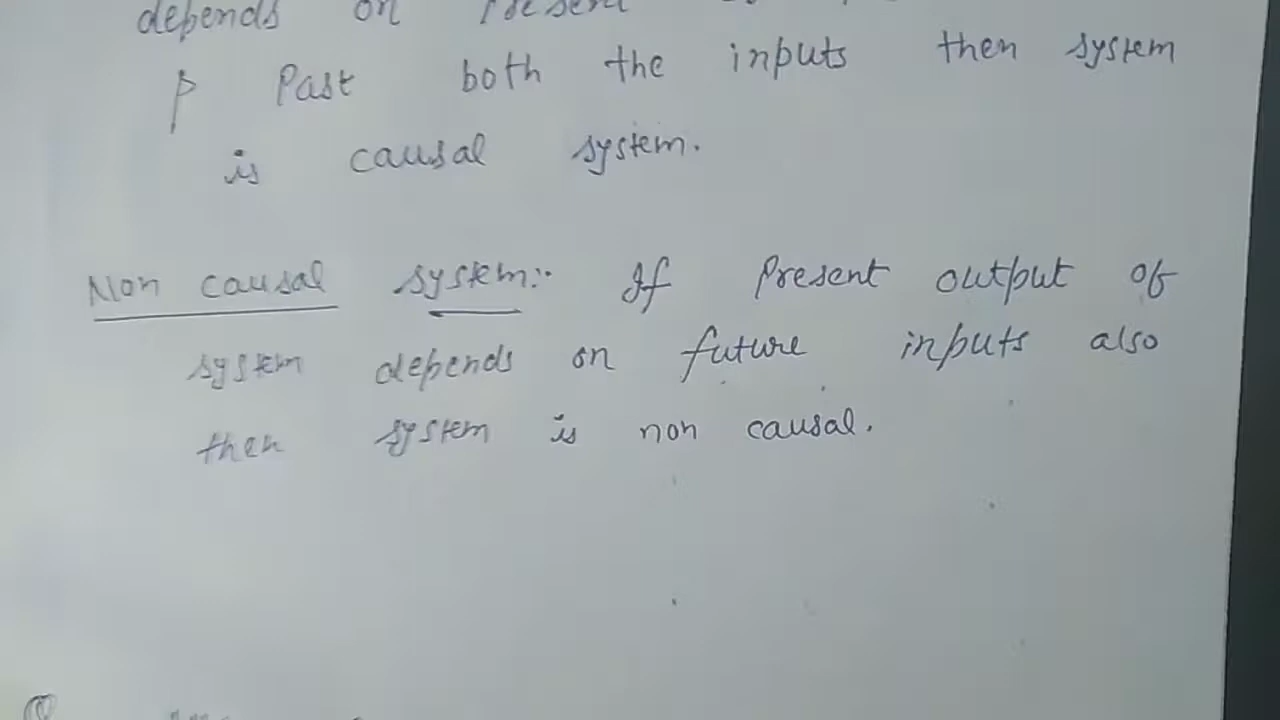 depends on Present
p Past both the inputs then system
is causal system.
Non causal system:- If Present output of
system depends on future inputs also
then system is non causal.